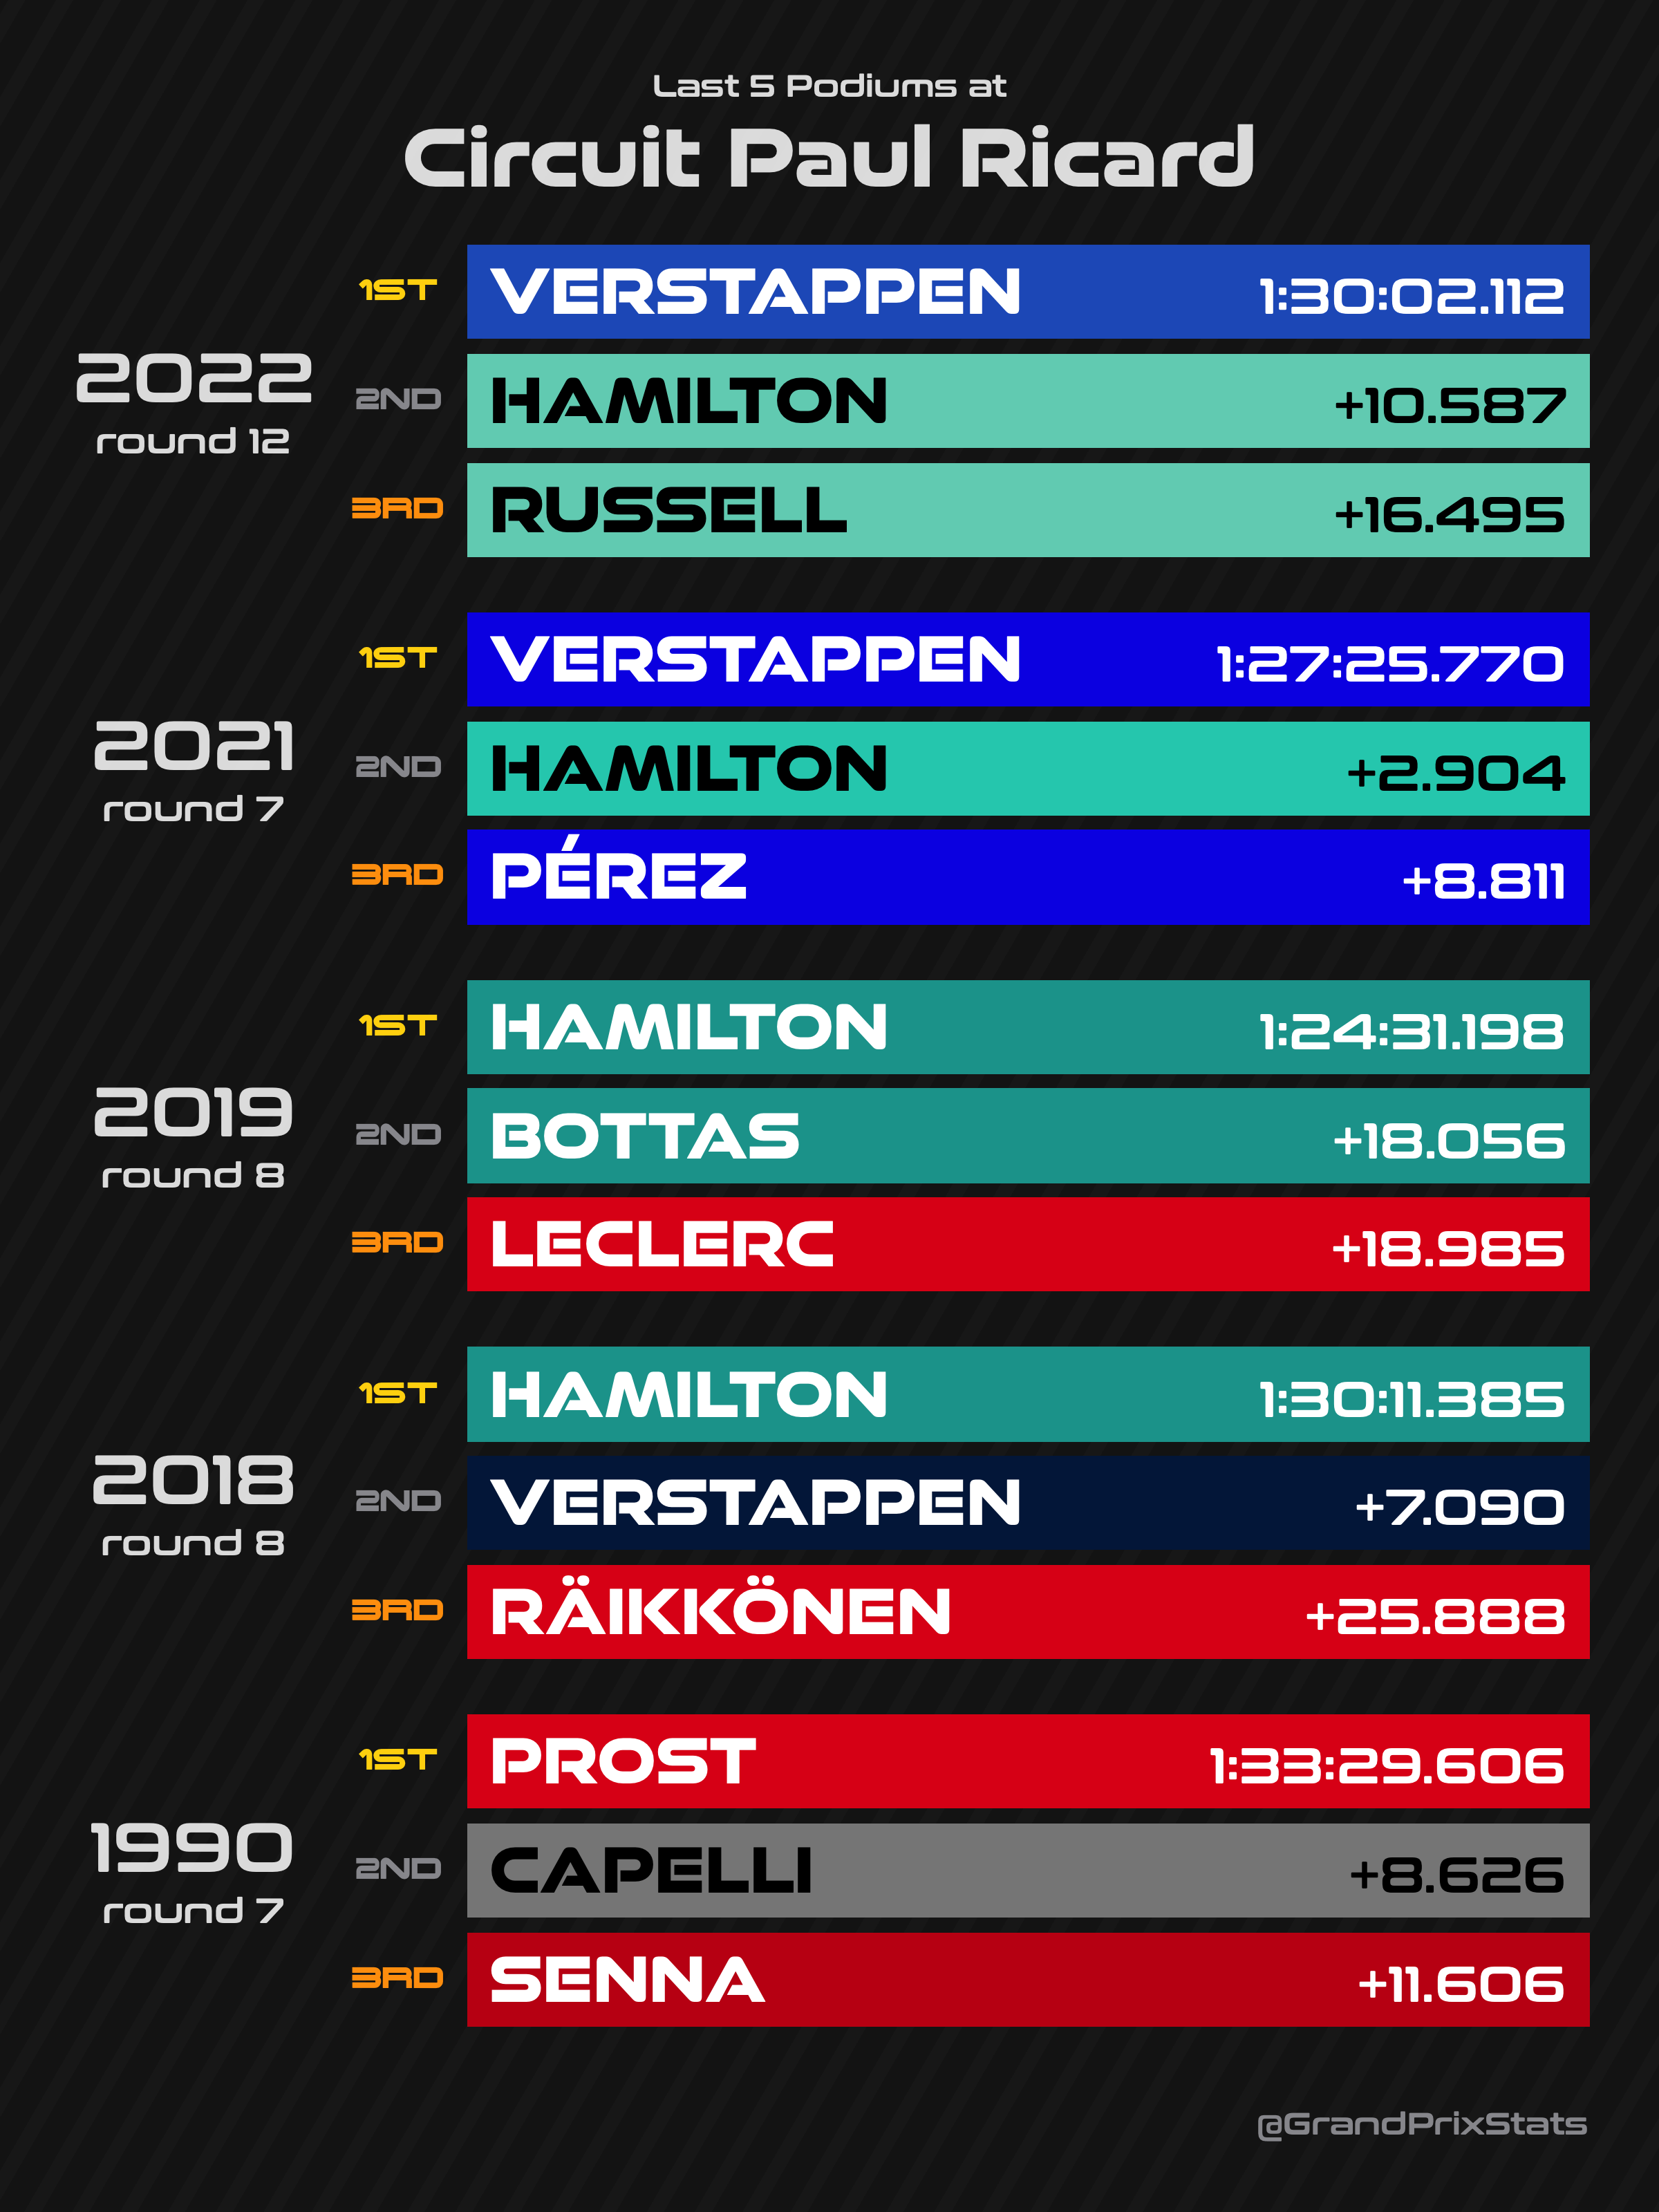 Last 5 Podiums at
Circuit Paul Ricard
2022
round 12
1ST VERSTAPPEN 1:30:02.112
2ND HAMILTON +10.587
3RD RUSSELL +16.495
2021
round 7
1ST VERSTAPPEN 1:27:25.770
2ND HAMILTON +2.904
3RD PÉREZ +8.811
2019
round 8
1ST HAMILTON 1:24:31.198
2ND BOTTAS +18.056
3RD LECLERC +18.985
2018
round 8
1ST HAMILTON 1:30:11.385
2ND VERSTAPPEN +7.090
3RD RÄIKKÖNEN +25.888
1990
round 7
1ST PROST 1:33:29.606
2ND CAPELLI +8.626
3RD SENNA +11.606
@GrandPrixStats